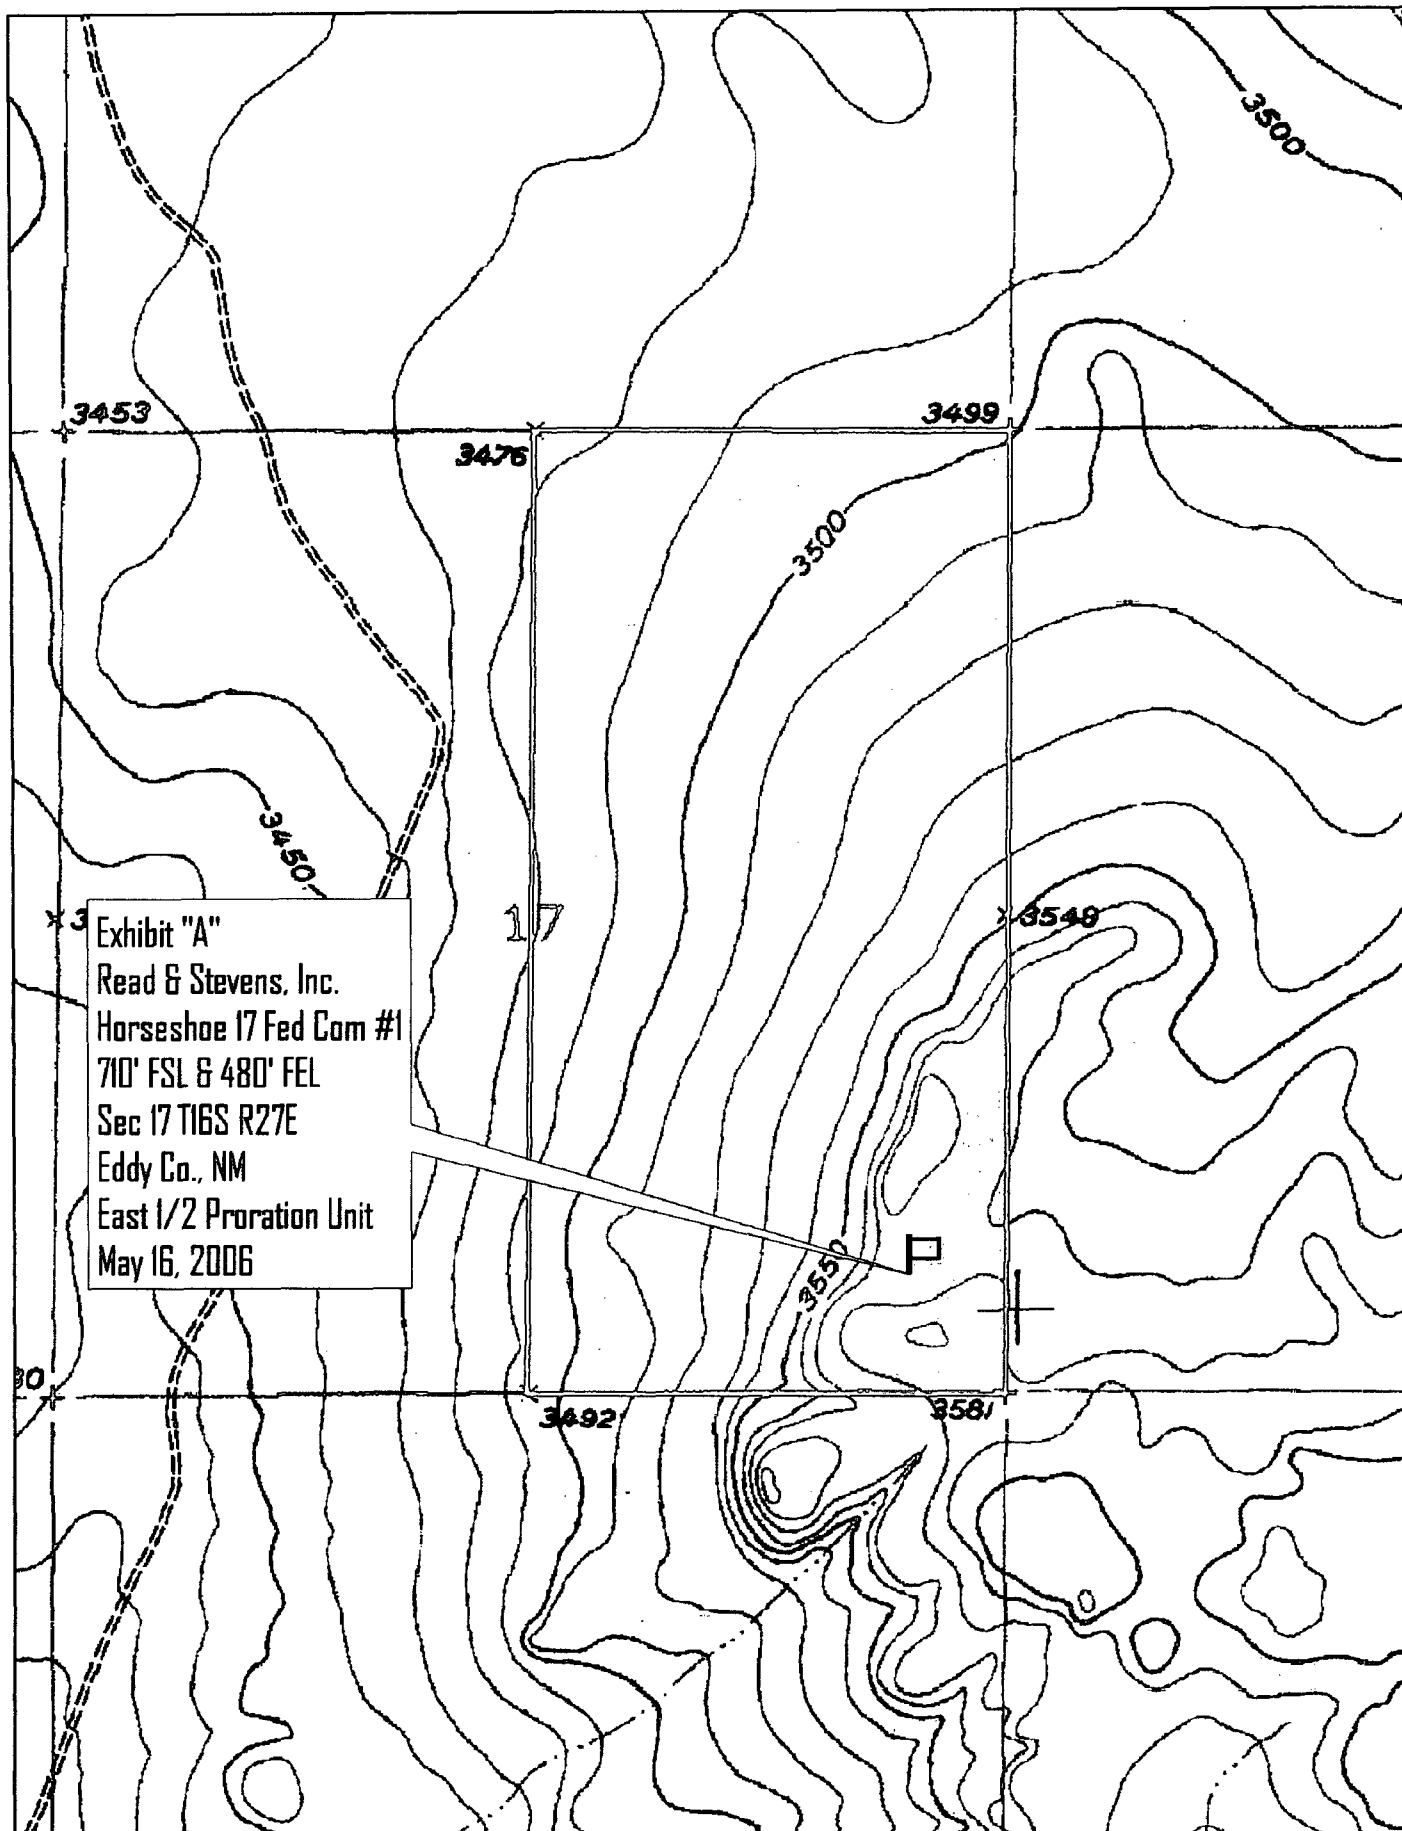 3500
3453
3499
3476
3500
3450
17
3548
Exhibit "A"
Read & Stevens, Inc.
Horseshoe 17 Fed Com #1
710' FSL & 480' FEL
Sec 17 T16S R27E
Eddy Co., NM
East 1/2 Proration Unit
May 16, 2006
3550
3492
3581